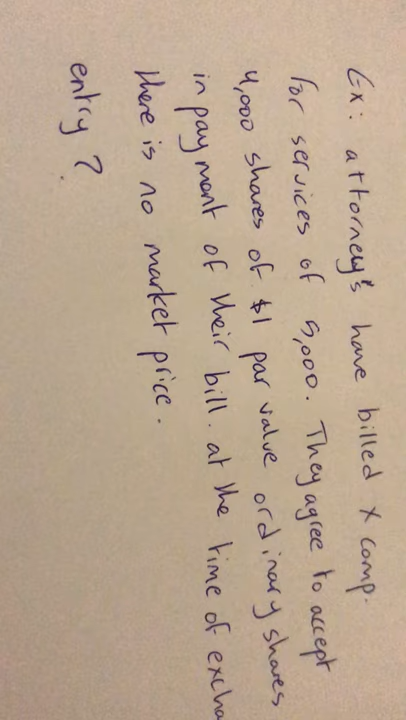 Ex: attorney's have billed x comp.
for services of 5,000. They agree to accept
4,000 shares of $1 par value ordinary shares
in payment of their bill. at the time of
there is no market price.
entry?